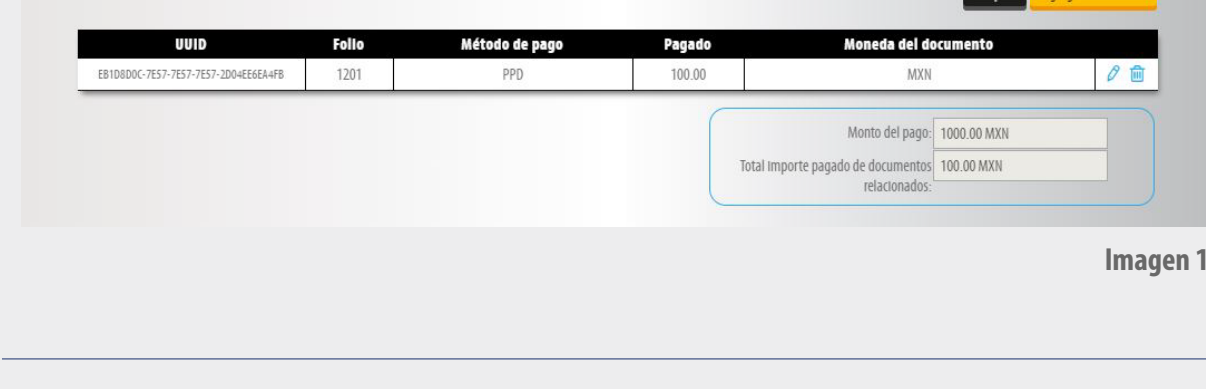 UUID Folio Método de pago Pagado Moneda del documento
EB1D8D0C-7E57-7E57-7E57-2D04EE6EA4FB 1201 PPD 100.00 MXN
Monto del pago: 1000.00 MXN
Total importe pagado de documentos relacionados: 100.00 MXN
Imagen 1